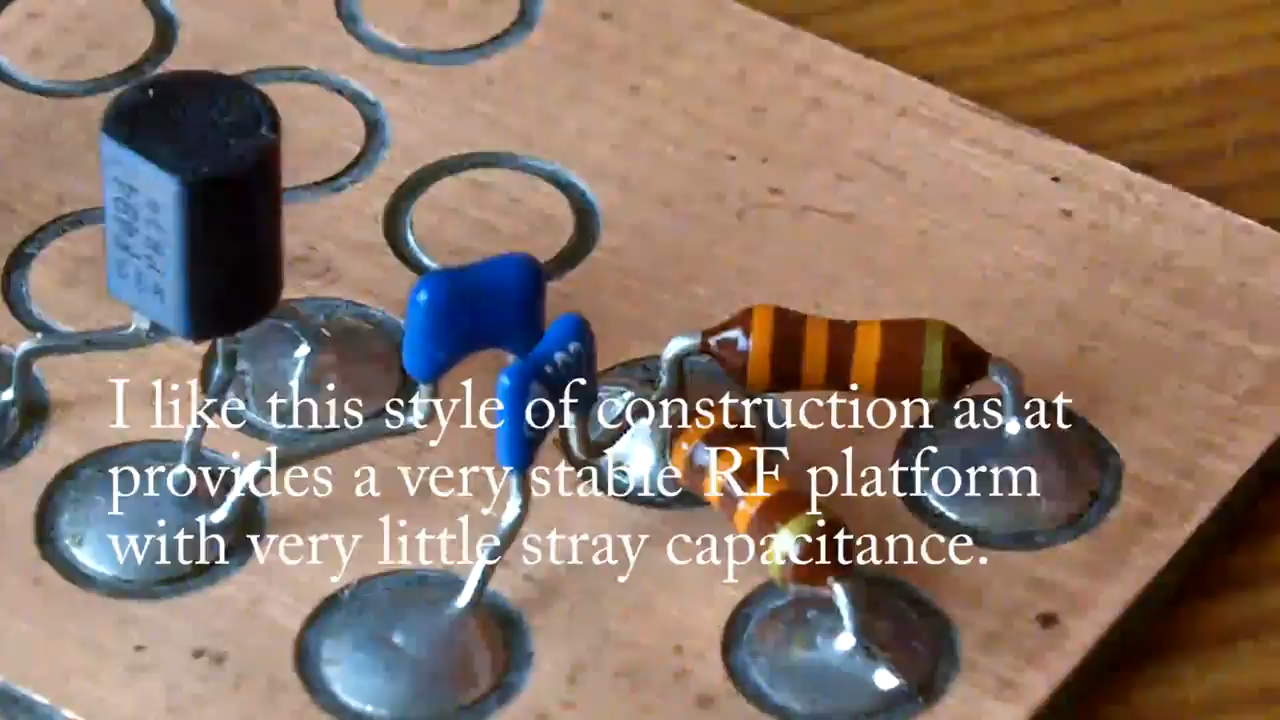 I like this style of construction as at
provides a very stable RF platform
with very little stray capacitance.